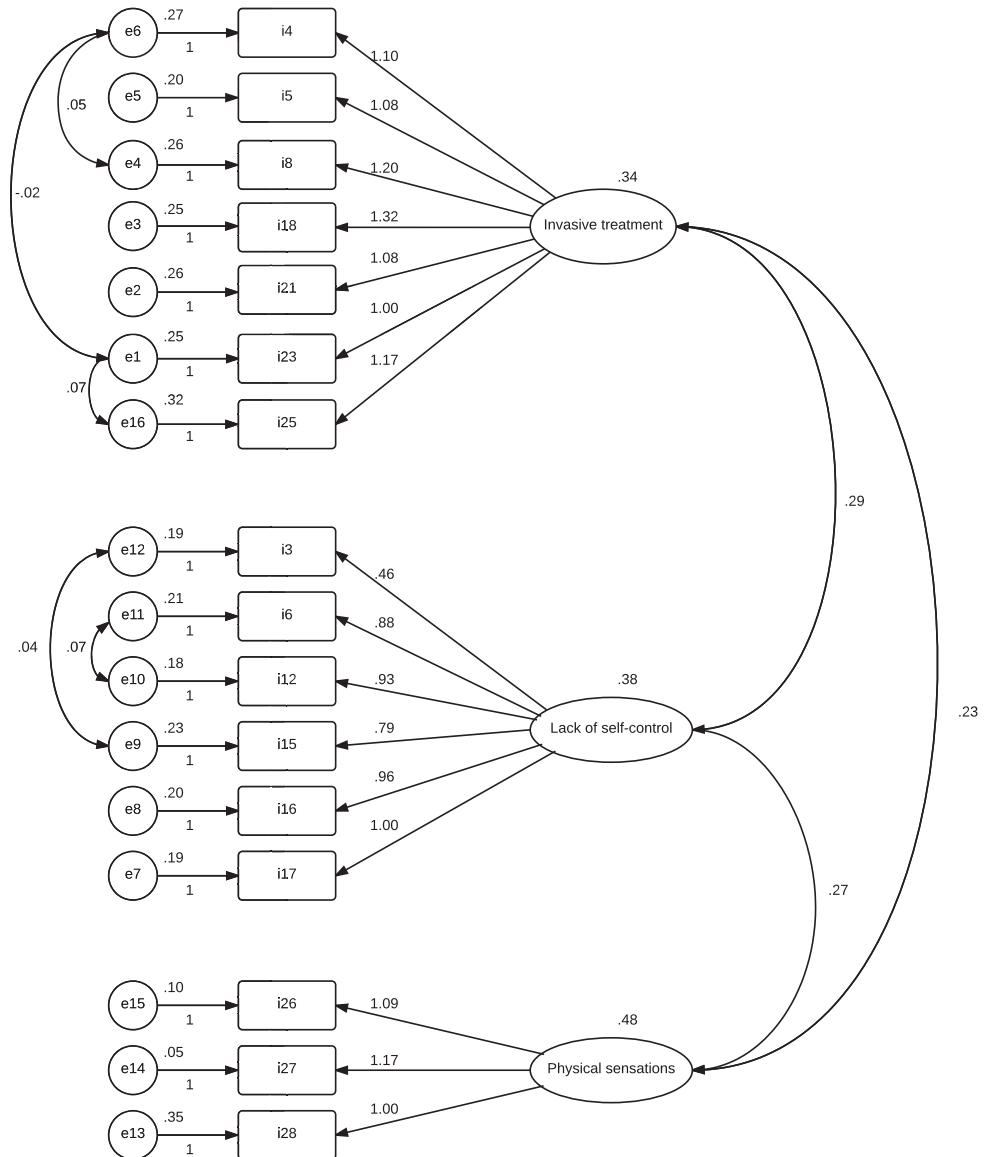 .27
e6 i4
1 1.10
.20
e5 i5 1.08
.05
1
.26
e4 i8 1.20
1 .34
-.02
.25
e3 i18 1.32 Invasive treatment
1
.26 1.08
e2 i21
1 1.00
.25
e1 i23 1.17
1
.07
.32
e16 i25
1
.29
.19
e12 i3
1 .46
.21
e11 i6 .88
1
.04 .07
.18
e10 i12 .93 .38
1
.23
.23 .79
e9 i15 Lack of self-control
1 .96
.20
e8 i16
1 1.00
.19
e7 i17
1 .27
.10
e15 i26 1.09
1 .48
.05
e14 i27 1.17 Physical sensations
1
.35 1.00
e13 i28
1